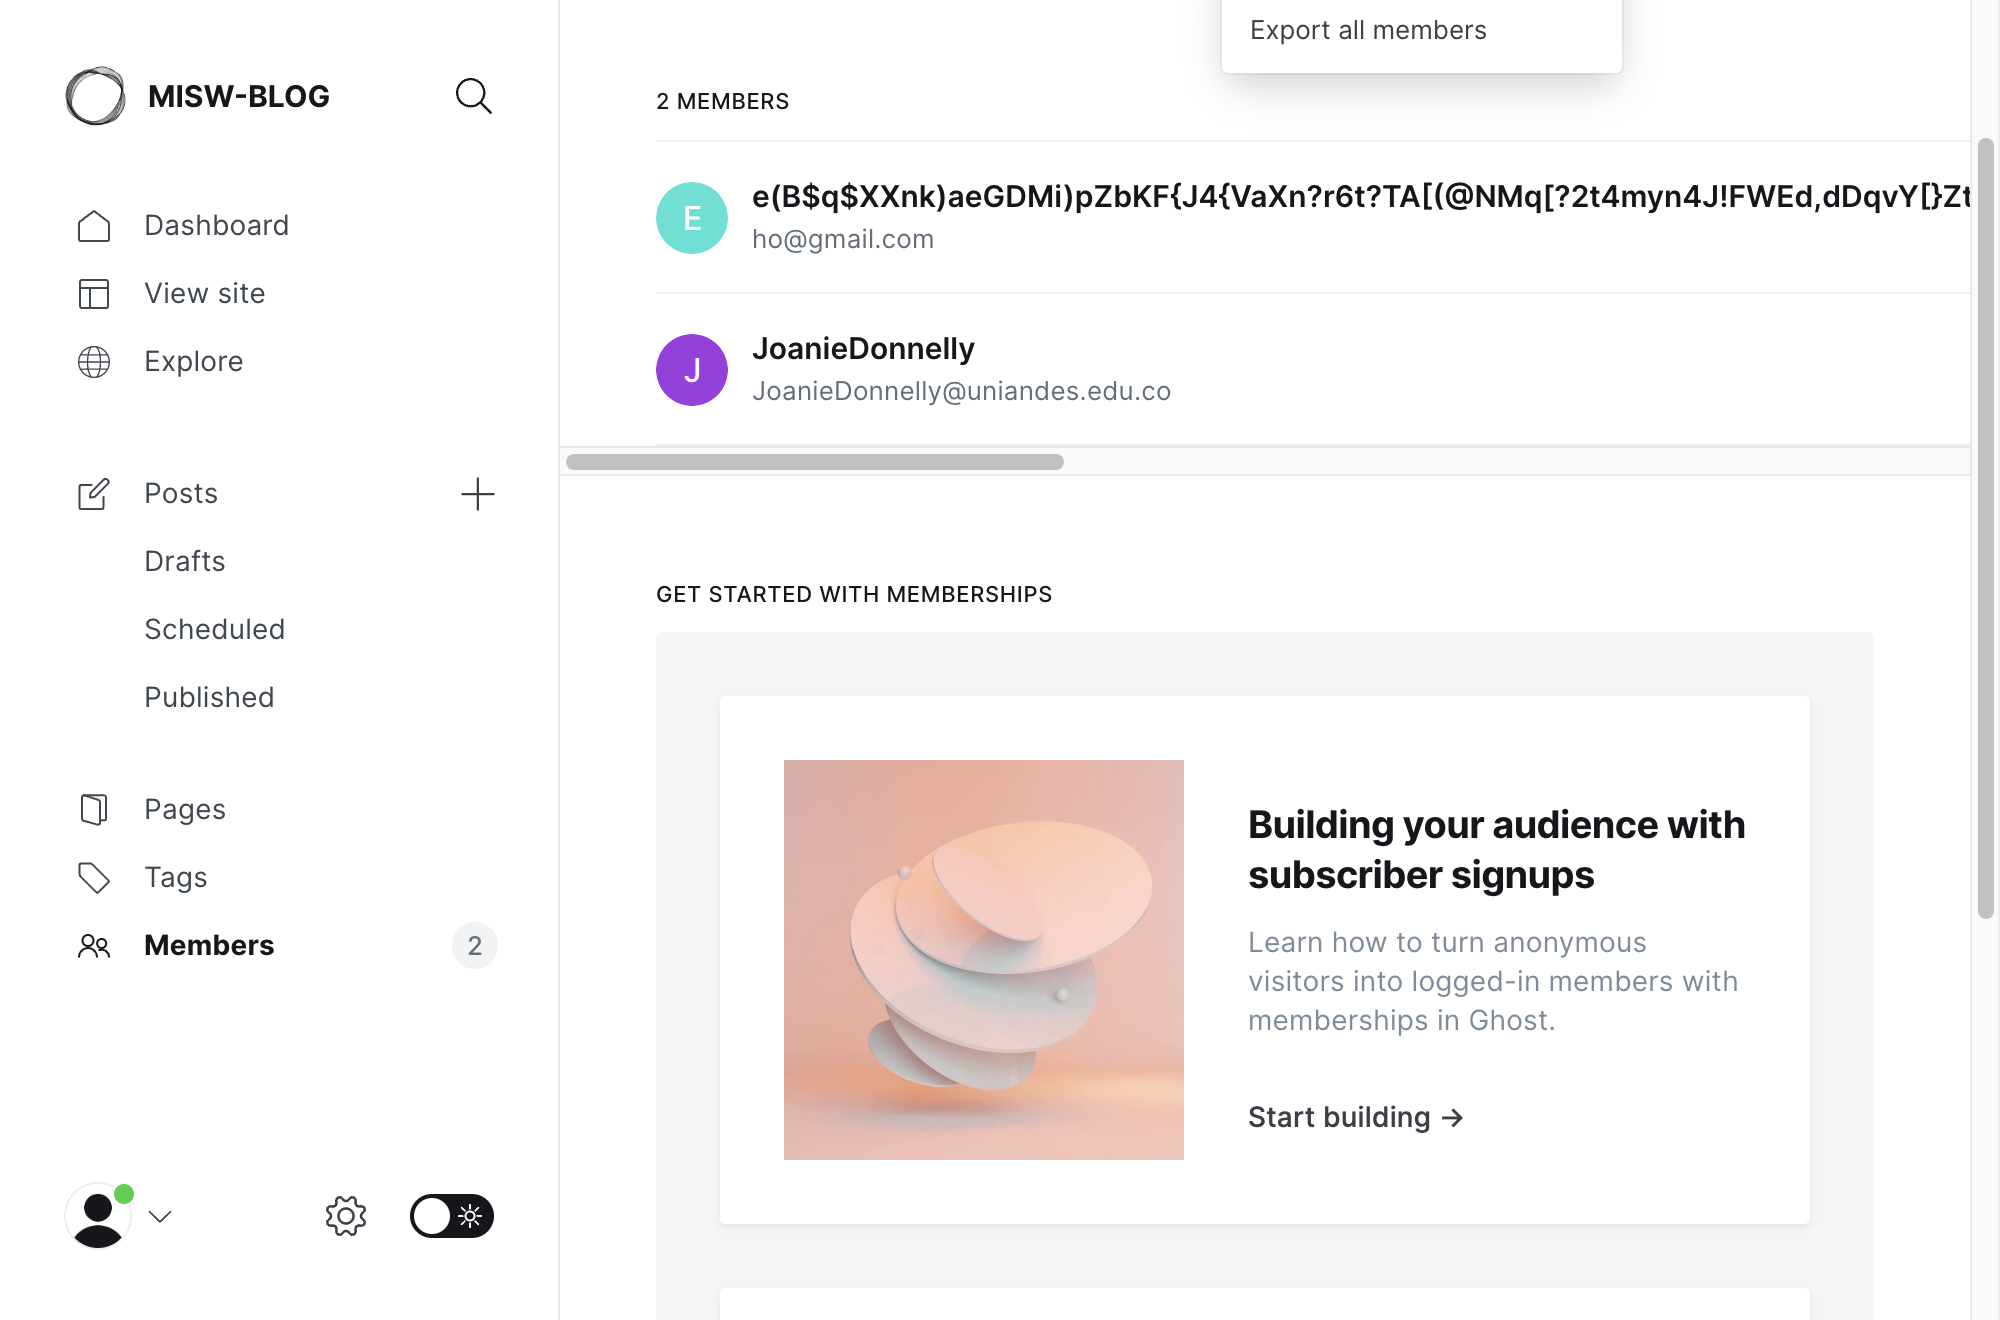 MISW-BLOG
Dashboard
View site
Explore
Posts
Drafts
Scheduled
Published
Pages
Tags
Members
2
Export all members
2 MEMBERS
E
e(B$q$XXnk)aeGDMi)pZbKF{J4{VaXn?r6t?TA[(@NMq[?2t4myn4J!FWEd,dDqvY[}Zt
ho@gmail.com
J
JoanieDonnelly
JoanieDonnelly@uniandes.edu.co
GET STARTED WITH MEMBERSHIPS
Building your audience with
subscriber signups
Learn how to turn anonymous
visitors into logged-in members with
memberships in Ghost.
Start building →